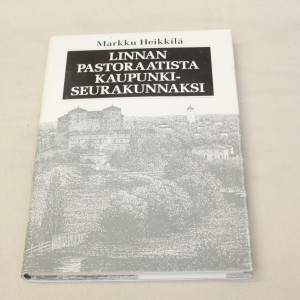 Markku Heikkilä
LINNAN
PASTORAATISTA
KAUPUNKI-
SEURAKUNNAKSI